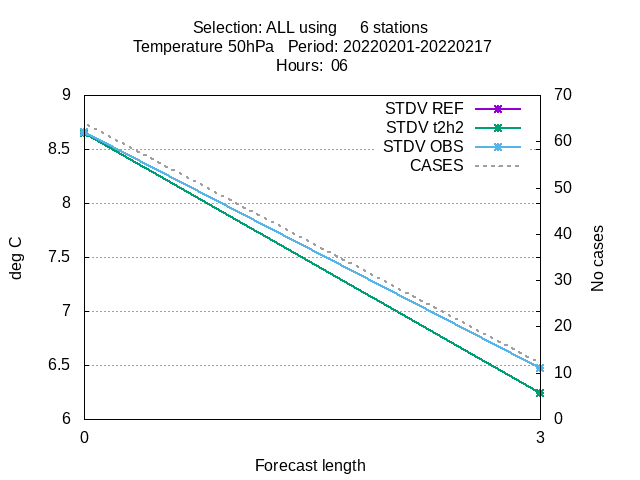 Selection: ALL using 6 stations
Temperature 50hPa Period: 20220201-20220217
Hours: 06
9
70
STDV REF
STDV t2h2
STDV OBS
CASES
8.5
8
7.5
7
6.5
6
60
50
40
30
20
10
0
deg C
No cases
0
3
Forecast length